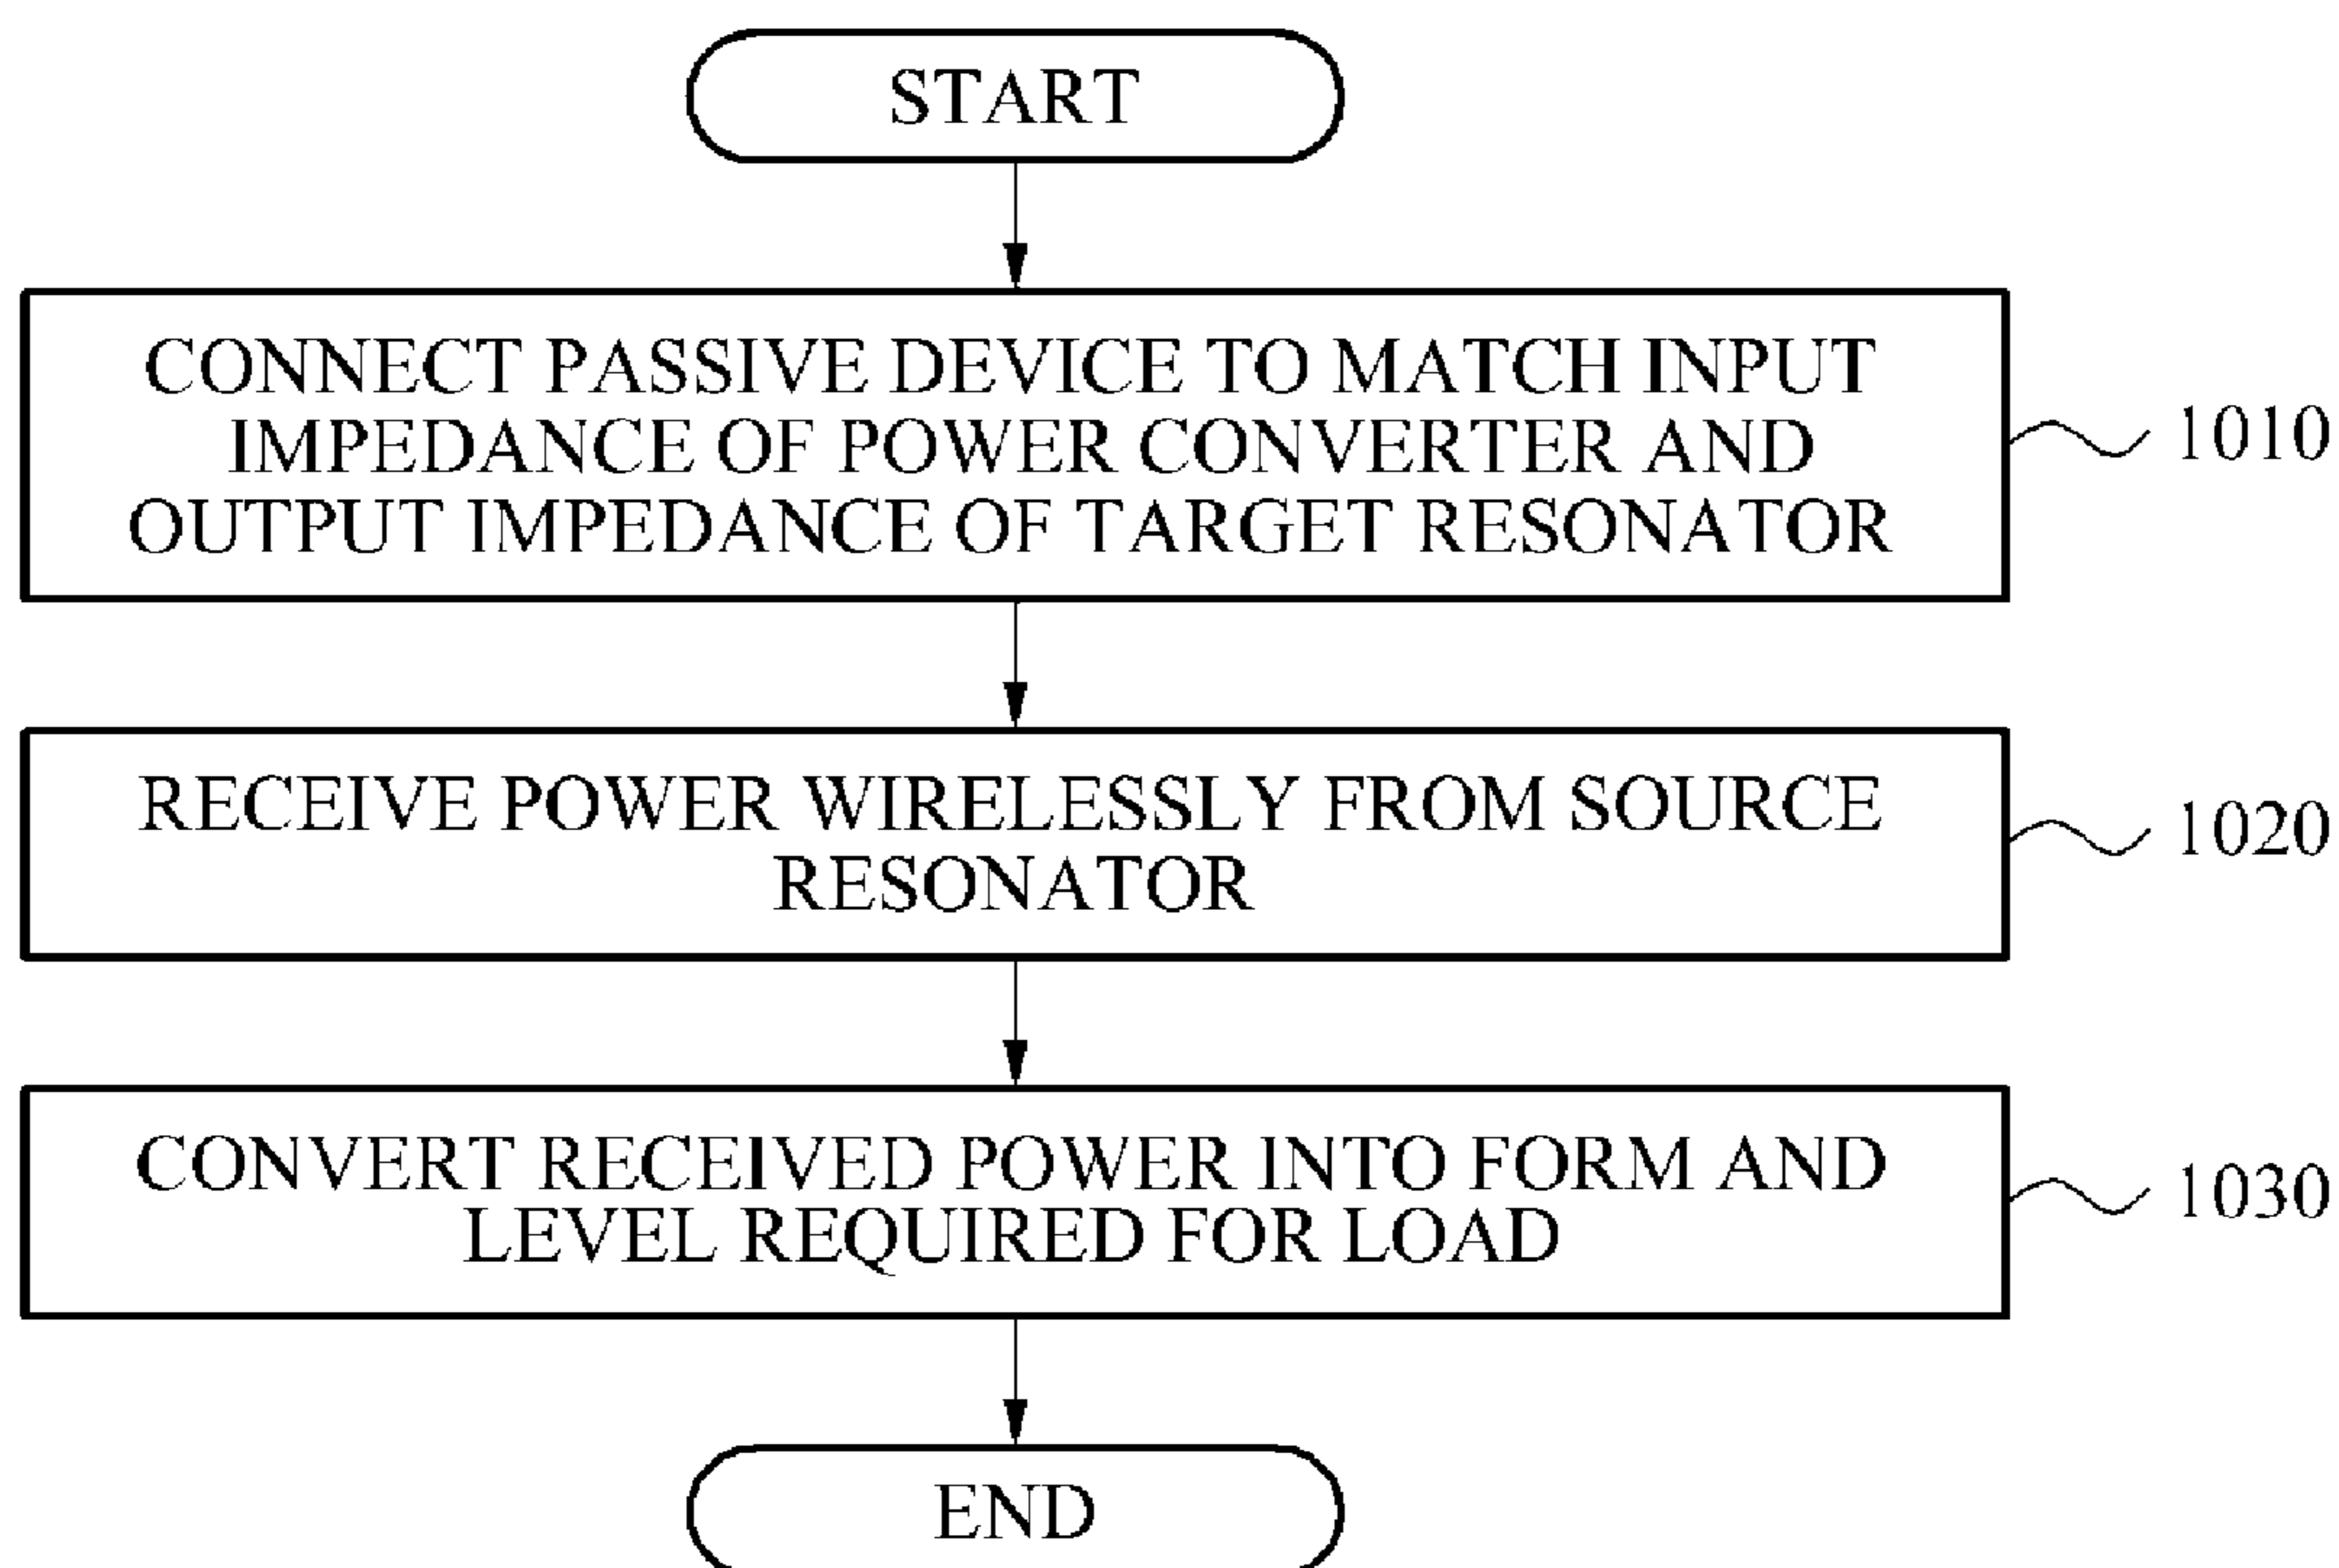 START
CONNECT PASSIVE DEVICE TO MATCH INPUT
IMPEDANCE OF POWER CONVERTER AND
OUTPUT IMPEDANCE OF TARGET RESONATOR
1010
RECEIVE POWER WIRELESSLY FROM SOURCE
RESONATOR
1020
CONVERT RECEIVED POWER INTO FORM AND
LEVEL REQUIRED FOR LOAD
1030
END